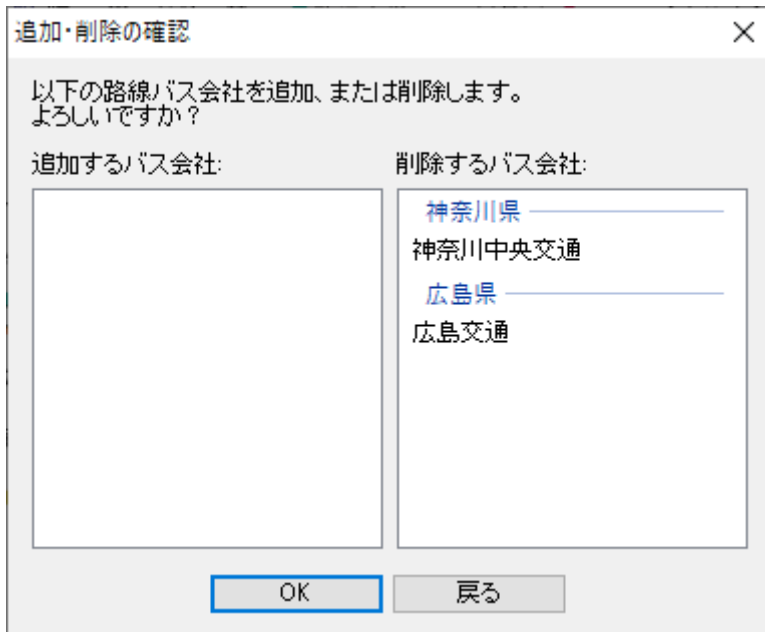 追加・削除の確認
以下の路線バス会社を追加、または削除します。
よろしいですか？
追加するバス会社:
削除するバス会社:
神奈川県
神奈川中央交通
広島県
広島交通
OK
戻る